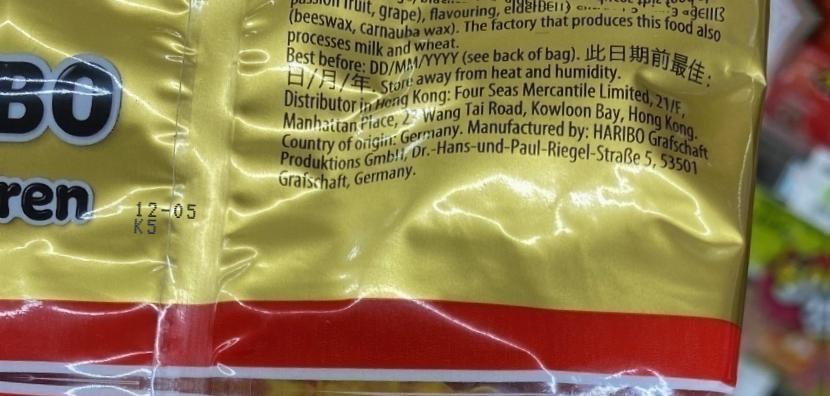 passion fruit, grape), flavouring,
(beeswax, carnauba wax). The factory that produces this food also
processes milk and wheat.
Best before: DD/MM/YYYY (see back of bag). 此日期前最佳:
日/月/年. Store away from heat and humidity.
Distributor in Hong Kong: Four Seas Mercantile Limited, 21/F,
Manhattan Place, Wang Tai Road, Kowloon Bay, Hong Kong.
Country of origin: Germany. Manufactured by: HARIBO Grafschaft
Produktions GmbH, Dr.-Hans-und-Paul-Riegel-Straße 5, 53501
Grafschaft, Germany.
BO
ren
12-05
K5